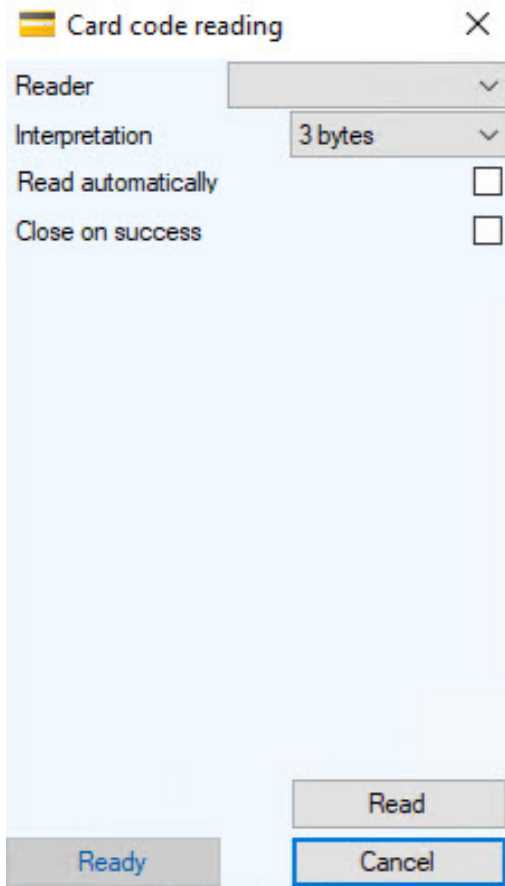 Card code reading
Reader
Interpretation 3 bytes
Read automatically
Close on success
Read
Ready Cancel